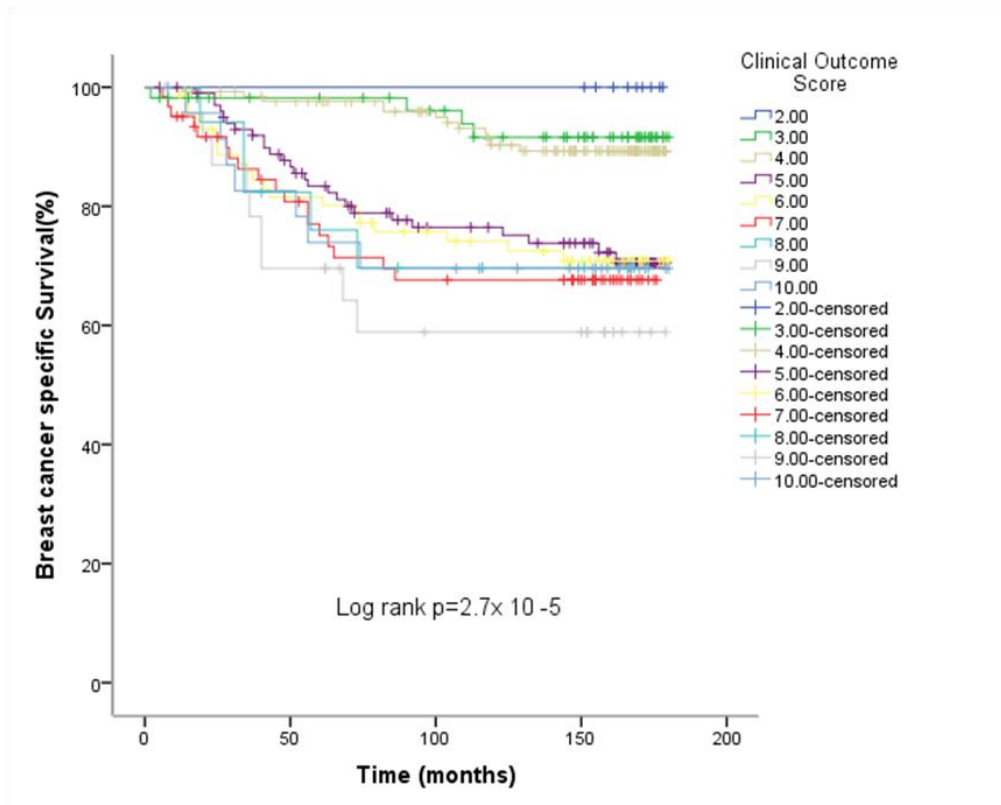 Clinical Outcome
Score
2.00
3.00
4.00
5.00
6.00
7.00
8.00
9.00
10.00
2.00-censored
3.00-censored
4.00-censored
5.00-censored
6.00-censored
7.00-censored
8.00-censored
9.00-censored
10.00-censored
Breast cancer specific Survival(%)
100
80
60
40
20
0
Log rank p=2.7x 10 -5
0 50 100 150 200
Time (months)